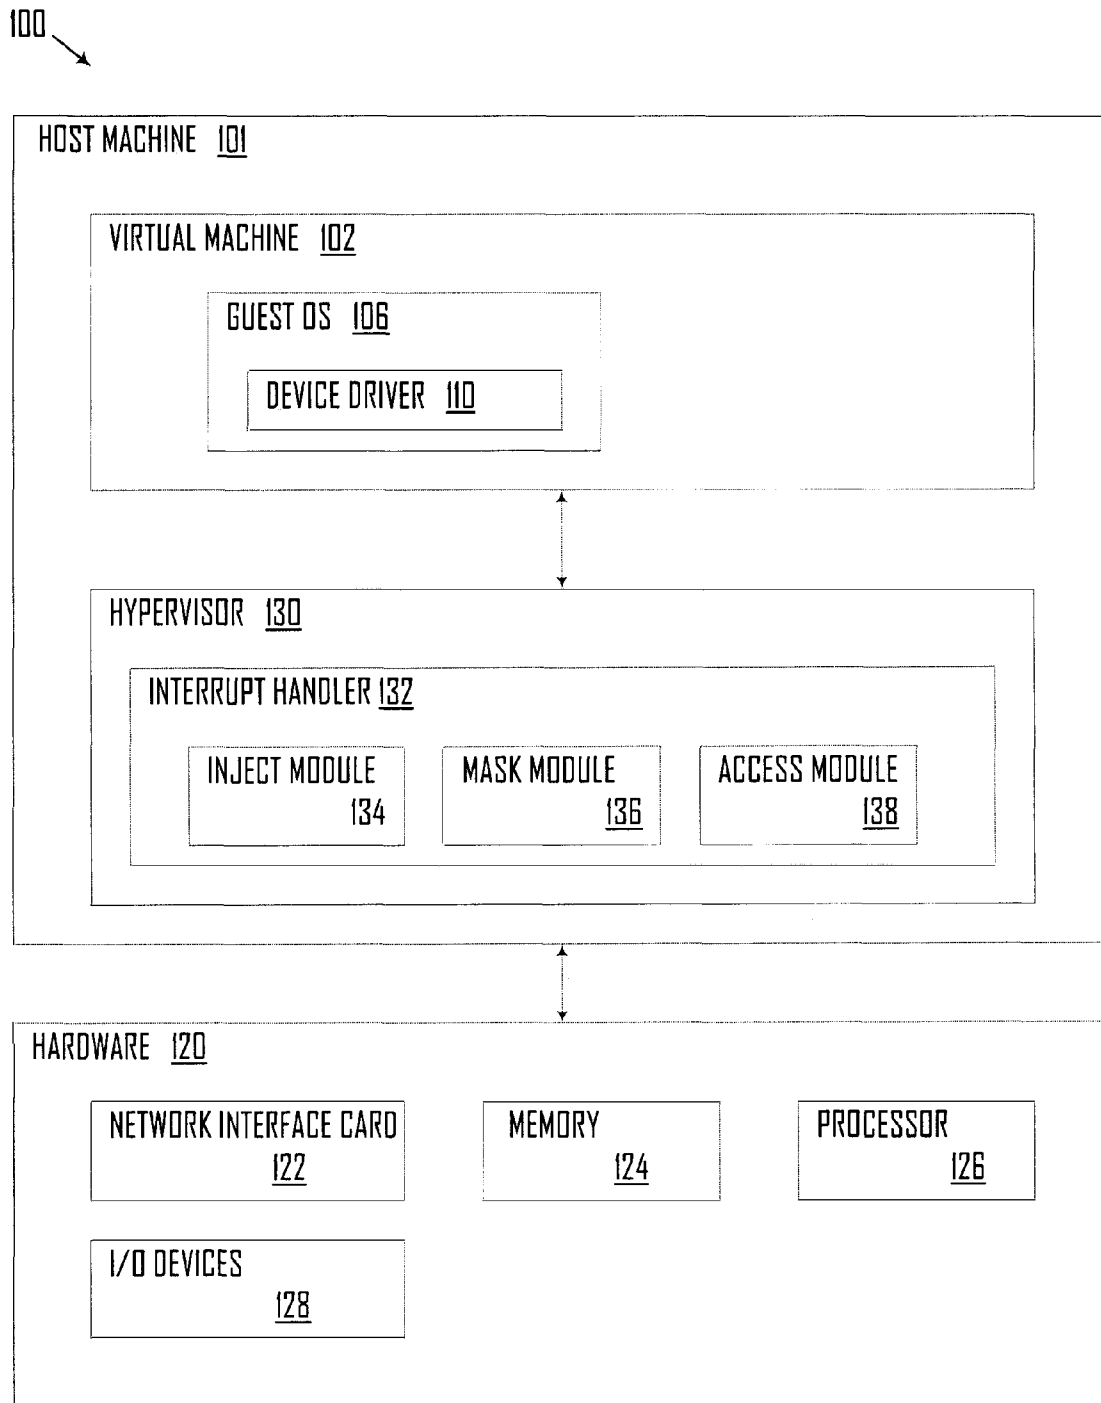 100
HOST MACHINE 101
VIRTUAL MACHINE 102
GUEST OS 106
DEVICE DRIVER 110
HYPERVISOR 130
INTERRUPT HANDLER 132
INJECT MODULE
134
MASK MODULE
136
ACCESS MODULE
138
HARDWARE 120
NETWORK INTERFACE CARD
122
MEMORY
124
PROCESSOR
126
I/O DEVICES
128